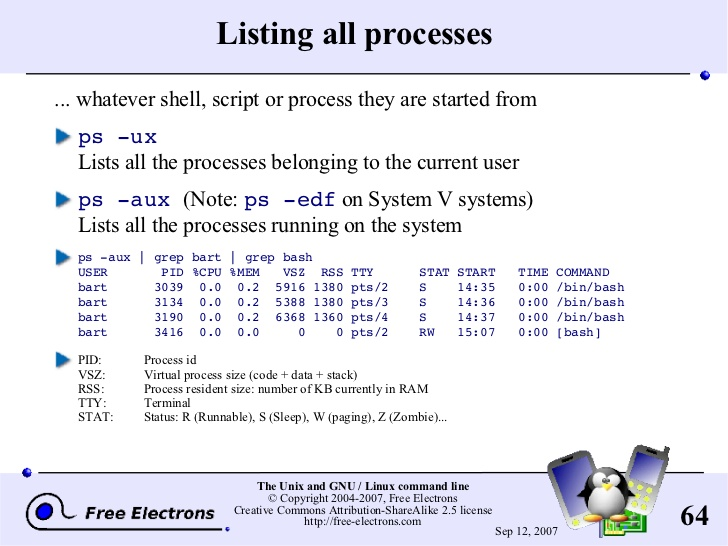 Listing all processes
... whatever shell, script or process they are started from
ps -ux
Lists all the processes belonging to the current user
ps -aux (Note: ps -edf on System V systems)
Lists all the processes running on the system
ps -aux | grep bart | grep bash
USER PID %CPU %MEM VSZ RSS TTY STAT START TIME COMMAND
bart 3039 0.0 0.2 5916 1380 pts/2 S 14:35 0:00 /bin/bash
bart 3134 0.0 0.2 5388 1380 pts/3 S 14:36 0:00 /bin/bash
bart 3190 0.0 0.2 6368 1360 pts/4 S 14:37 0:00 /bin/bash
bart 3416 0.0 0.0 0 0 pts/2 RW 15:07 0:00 [bash]
PID: Process id
VSZ: Virtual process size (code + data + stack)
RSS: Process resident size: number of KB currently in RAM
TTY: Terminal
STAT: Status: R (Runnable), S (Sleep), W (paging), Z (Zombie)...
Free Electrons
The Unix and GNU / Linux command line
© Copyright 2004-2007, Free Electrons
Creative Commons Attribution-ShareAlike 2.5 license
http://free-electrons.com
Sep 12, 2007
64